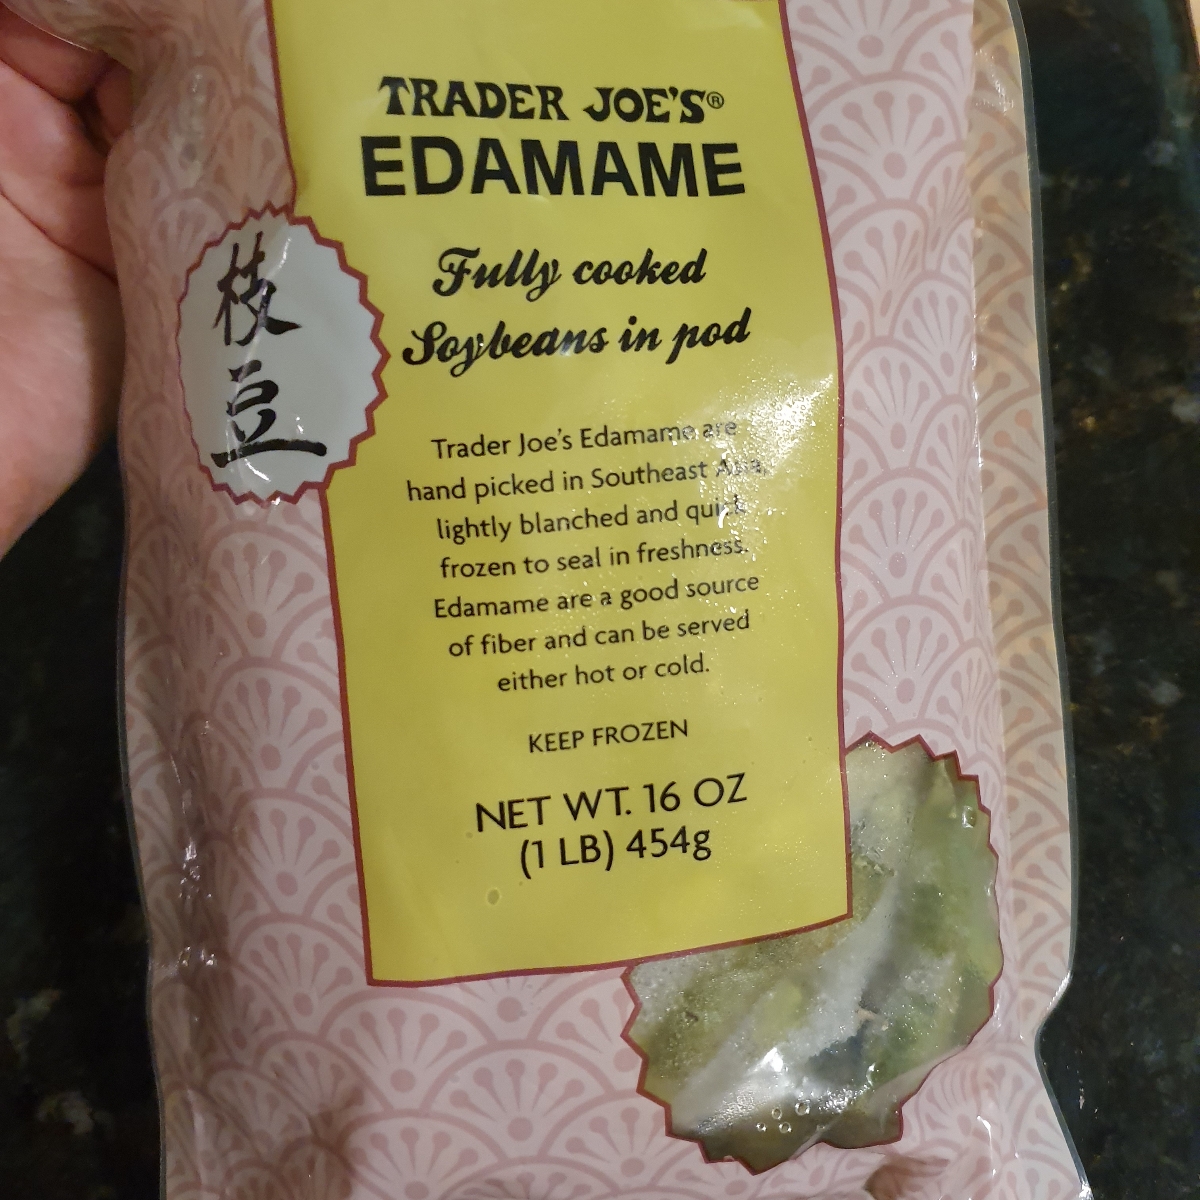 TRADER JOE'S®
EDAMAME
枝
豆
Fully cooked
Soybeans in pod
Trader Joe's Edamame are
hand picked in Southeast Asia,
lightly blanched and quick
frozen to seal in freshness.
Edamame are a good source
of fiber and can be served
either hot or cold.
KEEP FROZEN
NET WT. 16 OZ
(1 LB) 454g